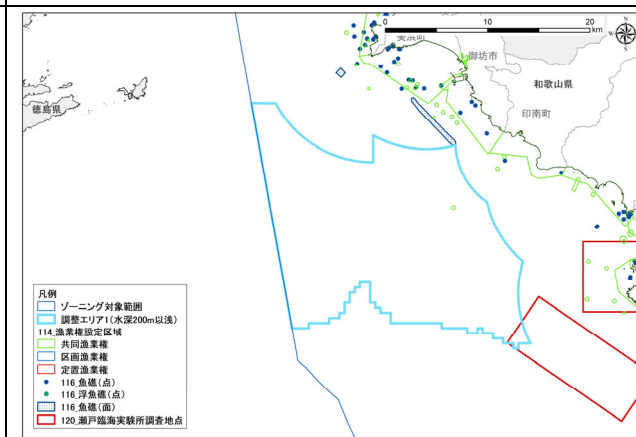 0
10
20
km
N
美浜町
御坊市
和歌山県
印南町
徳島県
凡例
ゾーニング対象範囲
調整エリア1(水深200m以浅)
114_漁業権設定区域
共同漁業権
区画漁業権
定置漁業権
116_魚礁(点)
116_浮魚礁(点)
116_魚礁(面)
120_瀬戸臨海実験所調査地点